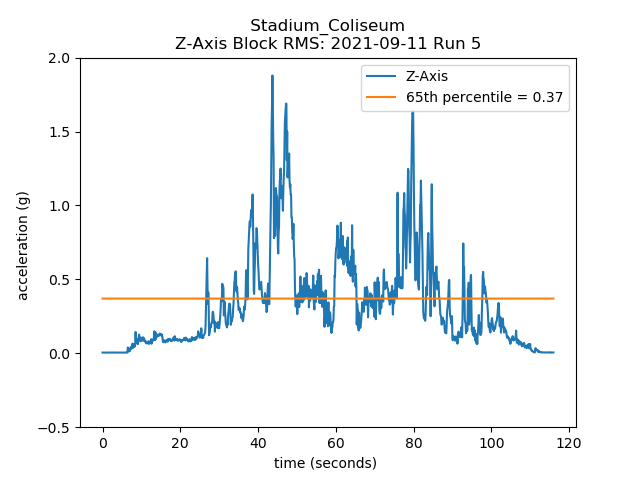 Stadium_Coliseum
Z-Axis Block RMS: 2021-09-11 Run 5
Z-Axis
65th percentile = 0.37
2.0
1.5
1.0
0.5
0.0
−0.5
acceleration (g)
0 20 40 60 80 100 120
time (seconds)